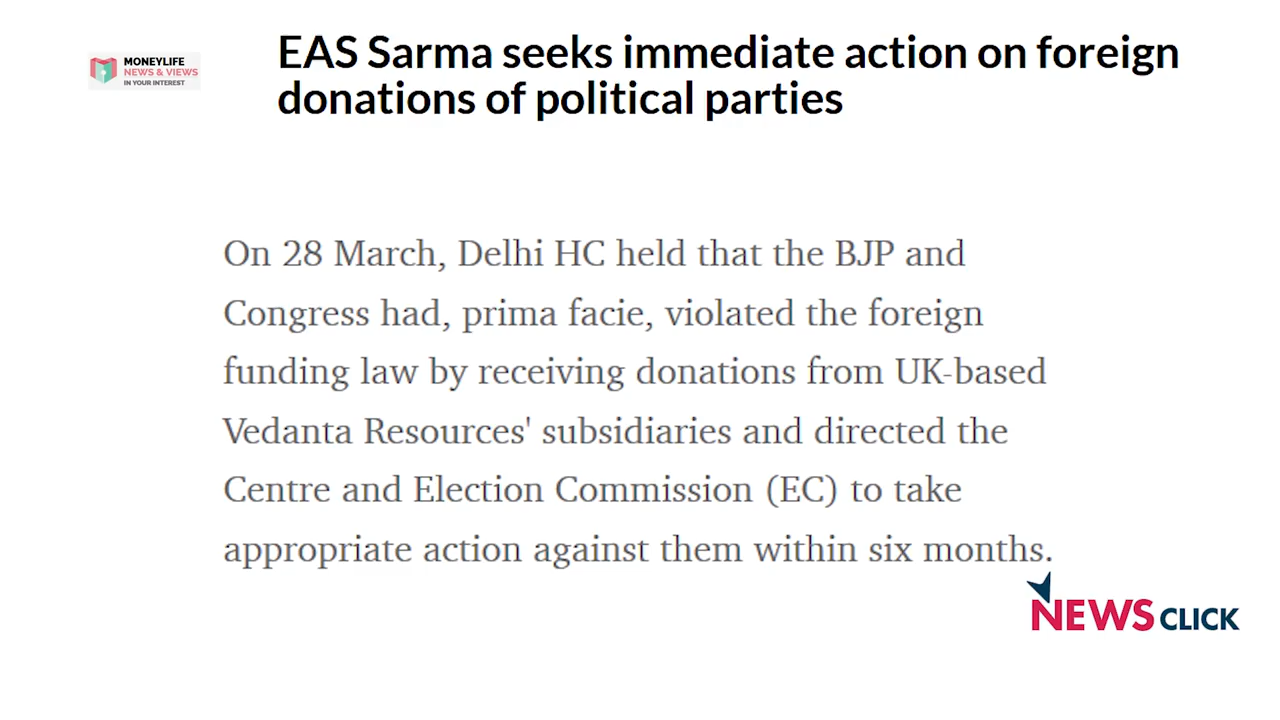 MONEYLIFE
NEWS & VIEWS
IN YOUR INTEREST
EAS Sarma seeks immediate action on foreign
donations of political parties
On 28 March, Delhi HC held that the BJP and
Congress had, prima facie, violated the foreign
funding law by receiving donations from UK-based
Vedanta Resources' subsidiaries and directed the
Centre and Election Commission (EC) to take
appropriate action against them within six months.
NEWSCLICK